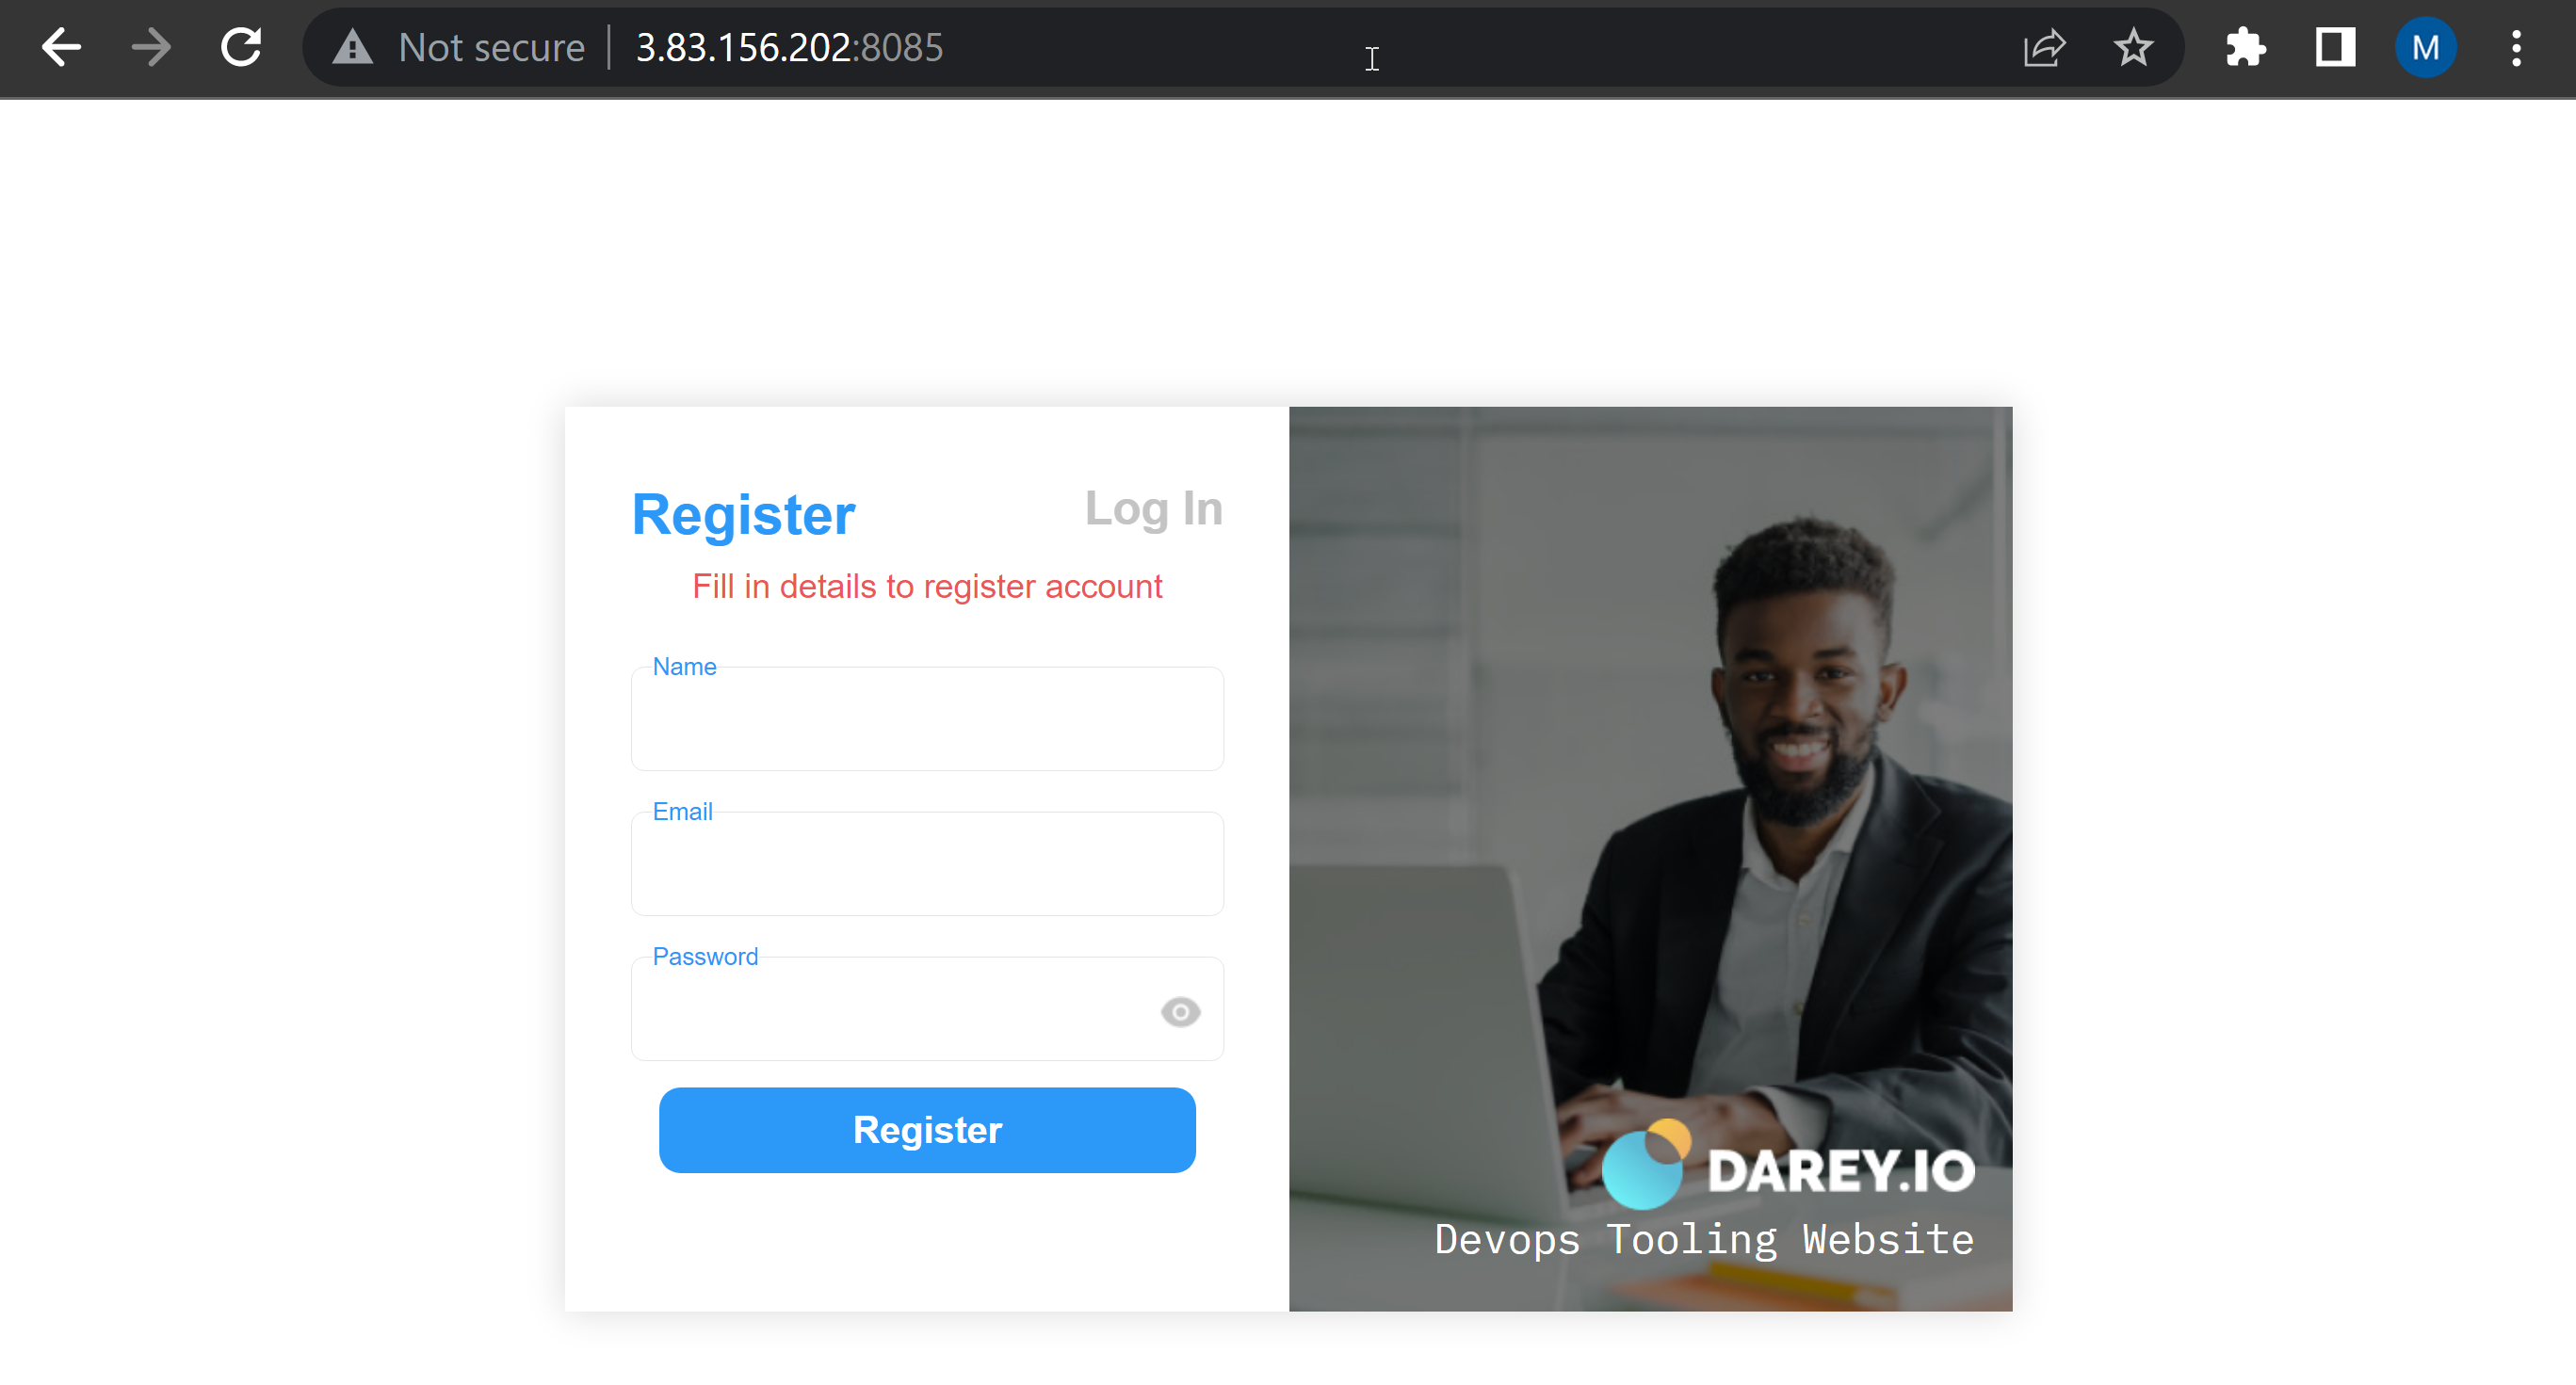 Not secure 3.83.156.202:8085
M
Register
Log In
Fill in details to register account
Name
Email
Password
Register
DAREY.IO
Devops Tooling Website